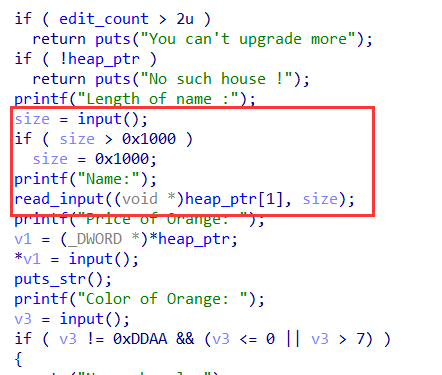 if ( edit_count > 2u )
return puts("You can't upgrade more");
if ( !heap_ptr )
return puts("No such house !");
printf("Length of name :");
size = input();
if ( size > 0x1000 )
size = 0x1000;
printf("Name:");
read_input((void *)heap_ptr[1], size);
printf("Price of Orange: ");
v1 = (_DWORD *)*heap_ptr;
*v1 = input();
puts_str();
printf("Color of Orange: ");
v3 = input();
if ( v3 != 0xDDAA && (v3 <= 0 || v3 > 7) )
{